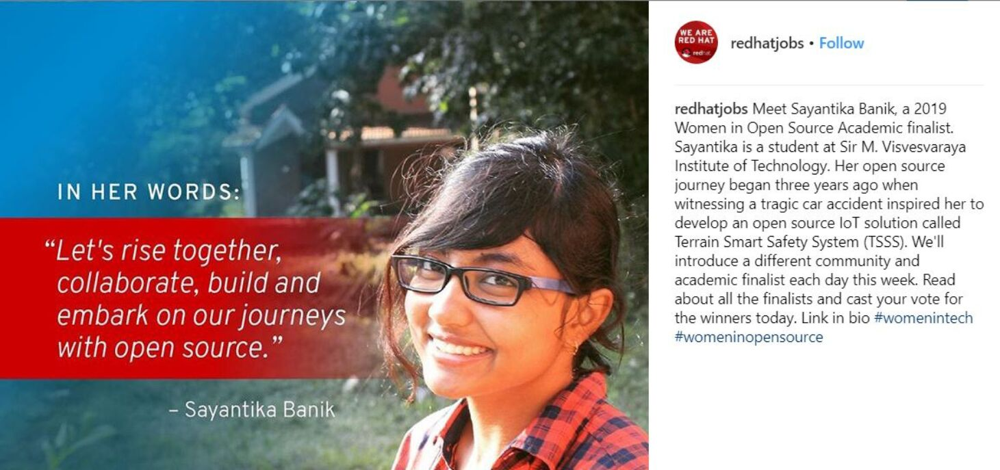 IN HER WORDS:
“Let's rise together,
collaborate, build and
embark on our journeys
with open source.”
– Sayantika Banik
WE ARE
RED HAT
redhat
redhatjobs • Follow
redhatjobs Meet Sayantika Banik, a 2019
Women in Open Source Academic finalist.
Sayantika is a student at Sir M. Visvesvaraya
Institute of Technology. Her open source
journey began three years ago when
witnessing a tragic car accident inspired her to
develop an open source IoT solution called
Terrain Smart Safety System (TSSS). We'll
introduce a different community and
academic finalist each day this week. Read
about all the finalists and cast your vote for
the winners today. Link in bio #womenintech
#womeninopensource